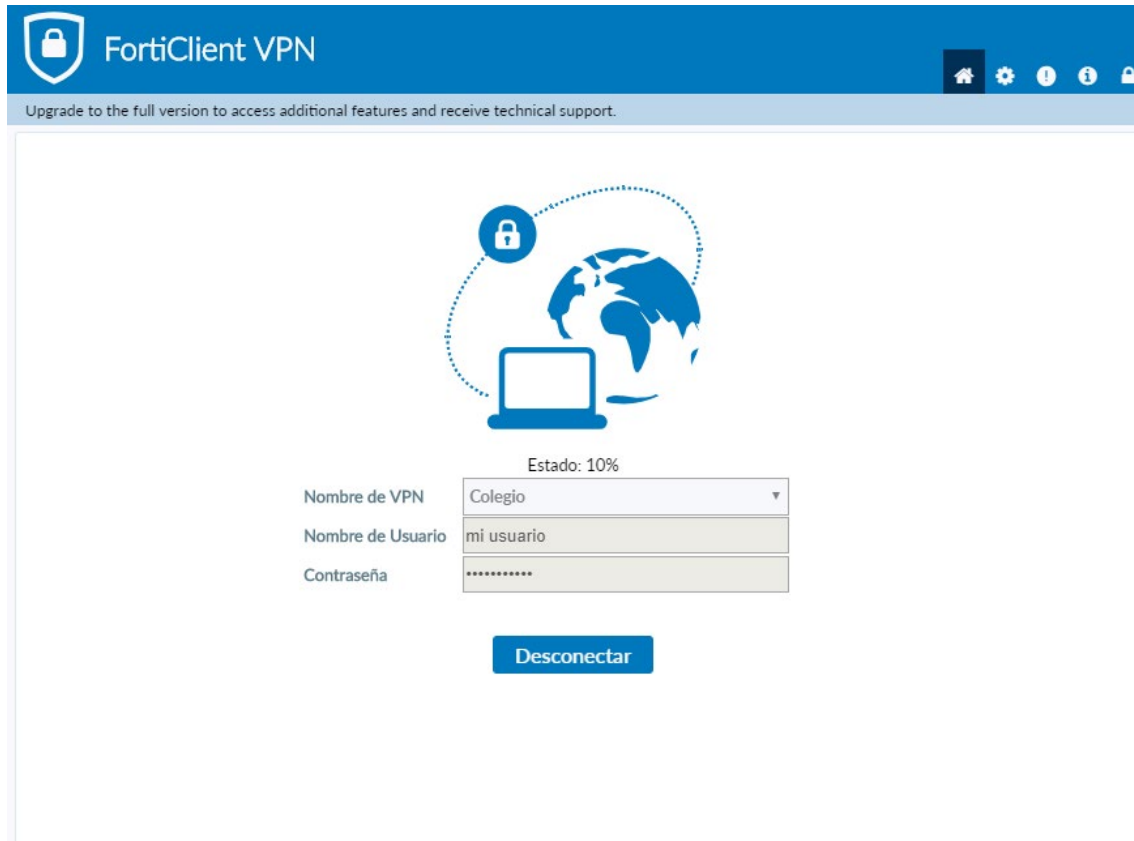 FortiClient VPN
Upgrade to the full version to access additional features and receive technical support.
Estado: 10%
Nombre de VPN Colegio
Nombre de Usuario mi usuario
Contraseña •••••••••••
Desconectar